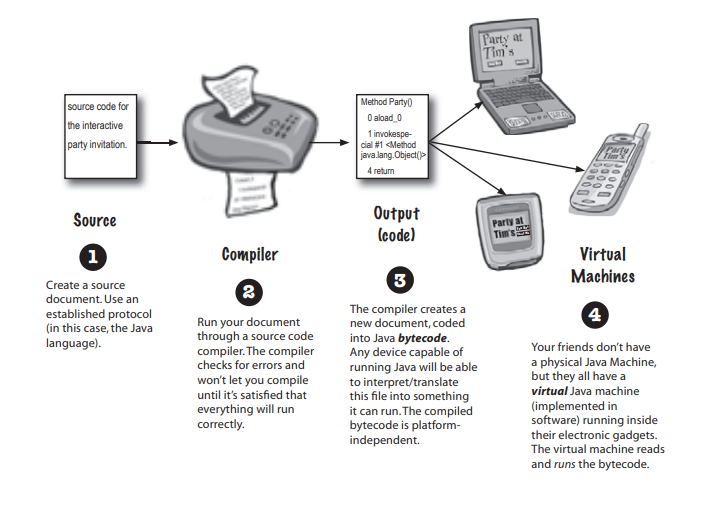 source code for
the interactive
party invitation.
Method Party()
0 aload_0
1 invokespe-
cial #1 <Method
java.lang.Object()>
4 return
Party at
Tim's
Party
Tim's
Party at
Tim's
Source
Compiler
Output
(code)
Virtual
Machines
1
Create a source
document. Use an
established protocol
(in this case, the Java
language).
2
Run your document
through a source code
compiler. The compiler
checks for errors and
won't let you compile
until it's satisfied that
everything will run
correctly.
3
The compiler creates a
new document, coded
into Java bytecode.
Any device capable of
running Java will be able
to interpret/translate
this file into something
it can run. The compiled
bytecode is platform-
independent.
4
Your friends don't have
a physical Java Machine,
but they all have a
virtual Java machine
(implemented in
software) running inside
their electronic gadgets.
The virtual machine reads
and runs the bytecode.